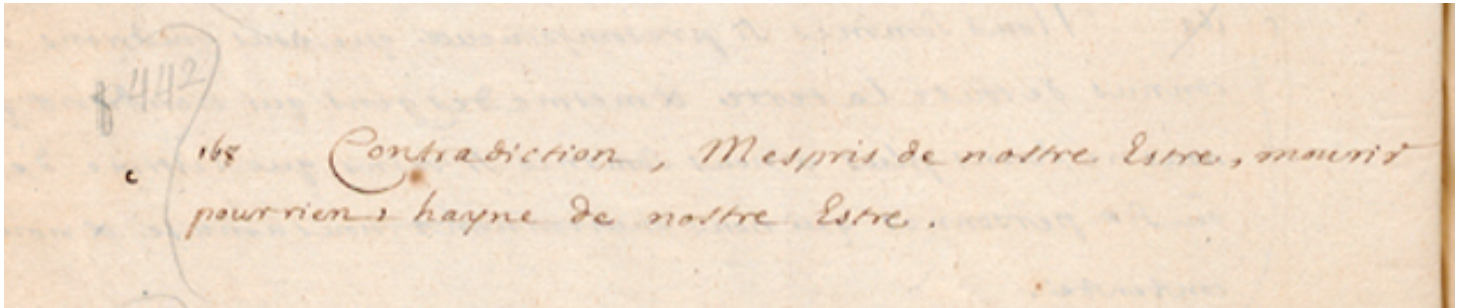 f 442
168 Contradiction, Mespris de nostre Estre, mourir
c
pour rien, hayne de nostre Estre.